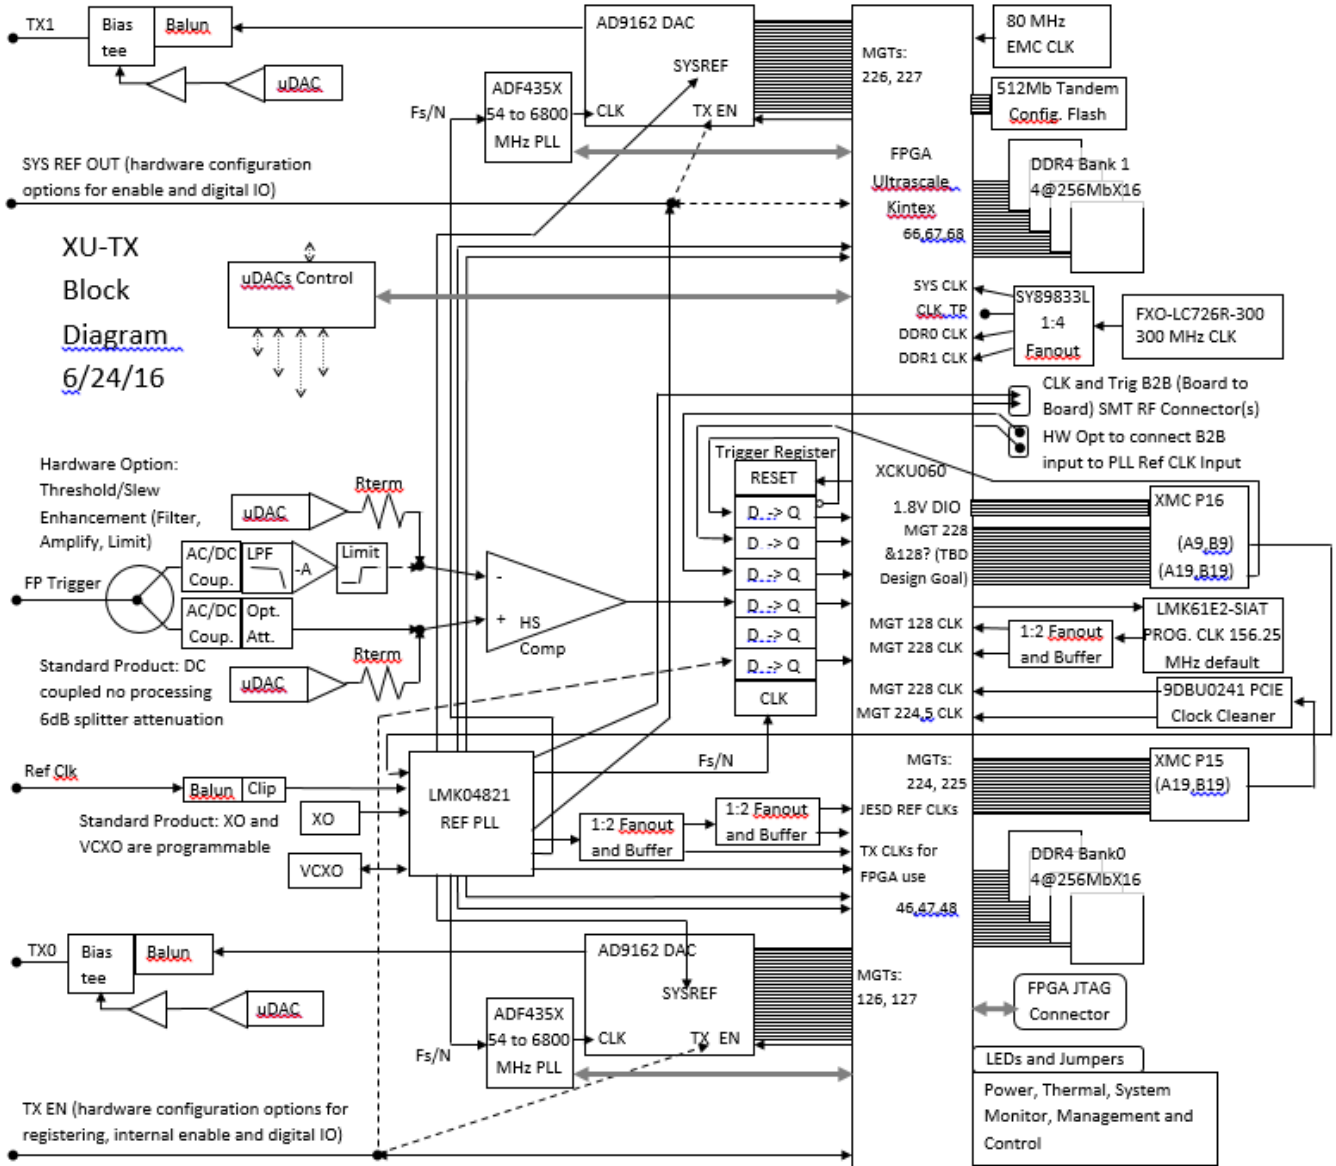 TX1
Bias
tee
Balun
uDAC
AD9162 DAC
SYSREF
CLK
TX EN
ADF435X
54 to 6800
MHz PLL
Fs/N
MGTs:
226, 227
80 MHz
EMC CLK
512Mb Tandem
Config. Flash
SYS REF OUT (hardware configuration
options for enable and digital IO)
FPGA
Ultrascale
Kintex
66,67,68
DDR4 Bank 1
4@256MbX16
XU-TX
Block
Diagram
6/24/16
uDACs Control
SYS CLK
CLK_TP
DDR0 CLK
DDR1 CLK
SY89833L
1:4
Fanout
FXO-LC726R-300
300 MHz CLK
CLK and Trig B2B (Board to
Board) SMT RF Connector(s)
HW Opt to connect B2B
input to PLL Ref CLK Input
Hardware Option:
Threshold/Slew
Enhancement (Filter,
Amplify, Limit)
uDAC
Rterm
AC/DC
Coup.
LPF
-A
Limit
FP Trigger
AC/DC
Coup.
Opt.
Att.
-
+
HS
Comp
Standard Product: DC
coupled no processing
6dB splitter attenuation
uDAC
Rterm
Trigger Register
RESET
D -> Q
D -> Q
D -> Q
D -> Q
D -> Q
D -> Q
CLK
XCKU060
1.8V DIO
MGT 228
&128? (TBD
Design Goal)
XMC P16
(A9,B9)
(A19,B19)
MGT 128 CLK
MGT 228 CLK
1:2 Fanout
and Buffer
LMK61E2-SIAT
PROG. CLK 156.25
MHz default
MGT 228 CLK
MGT 224,5 CLK
9DBU0241 PCIE
Clock Cleaner
Ref Clk
Balun
Clip
Standard Product: XO and
VCXO are programmable
XO
VCXO
LMK04821
REF PLL
Fs/N
1:2 Fanout
and Buffer
1:2 Fanout
and Buffer
MGTs:
224, 225
JESD REF CLKs
TX CLKs for
FPGA use
46,47,48
XMC P15
(A19,B19)
DDR4 Bank0
4@256MbX16
TX0
Bias
tee
Balun
uDAC
AD9162 DAC
SYSREF
CLK
TX EN
ADF435X
54 to 6800
MHz PLL
Fs/N
MGTs:
126, 127
FPGA JTAG
Connector
LEDs and Jumpers
Power, Thermal, System
Monitor, Management and
Control
TX EN (hardware configuration options for
registering, internal enable and digital IO)